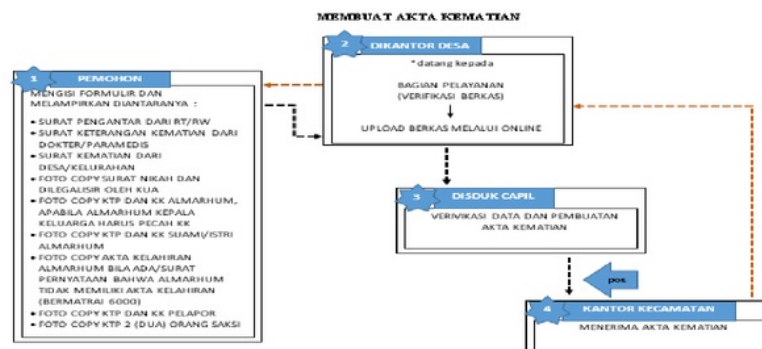 MEMBUAT AKTA KEMATIAN
1 PEMOHON
MENGISI FORMULIR DAN
MELAMPIRKAN DIANTARANYA :
• SURAT PENGANTAR DARI RT/RW
• SURAT KETERANGAN KEMATIAN DARI
DOKTER/PARAMEDIS
• SURAT KEMATIAN DARI
DESA/KELURAHAN
• FOTO COPY SURAT NIKAH DAN
DILEGALISIR OLEH KUA
• FOTO COPY KTP DAN KK ALMARHUM,
APABILA ALMARHUM KEPALA
KELUARGA HARUS PECAH KK
• FOTO COPY KTP DAN KK SUAMI/ISTRI
ALMARHUM
• FOTO COPY AKTA KELAHIRAN
ALMARHUM BILA ADA/SURAT
PERNYATAAN BAHWA ALMARHUM
TIDAK MEMILIKI AKTA KELAHIRAN
(BERMATRAI 6000)
• FOTO COPY KTP DAN KK PELAPOR
• FOTO COPY KTP 2 (DUA) ORANG SAKSI
2 DIKANTOR DESA
*datang kepada
BAGIAN PELAYANAN
(VERIFIKASI BERKAS)
UPLOAD BERKAS MELALUI ONLINE
3 DISDUK CAPIL
VERIVIKASI DATA DAN PEMBUATAN
AKTA KEMATIAN
pos
4 KANTOR KECAMATAN
MENERIMA AKTA KEMATIAN